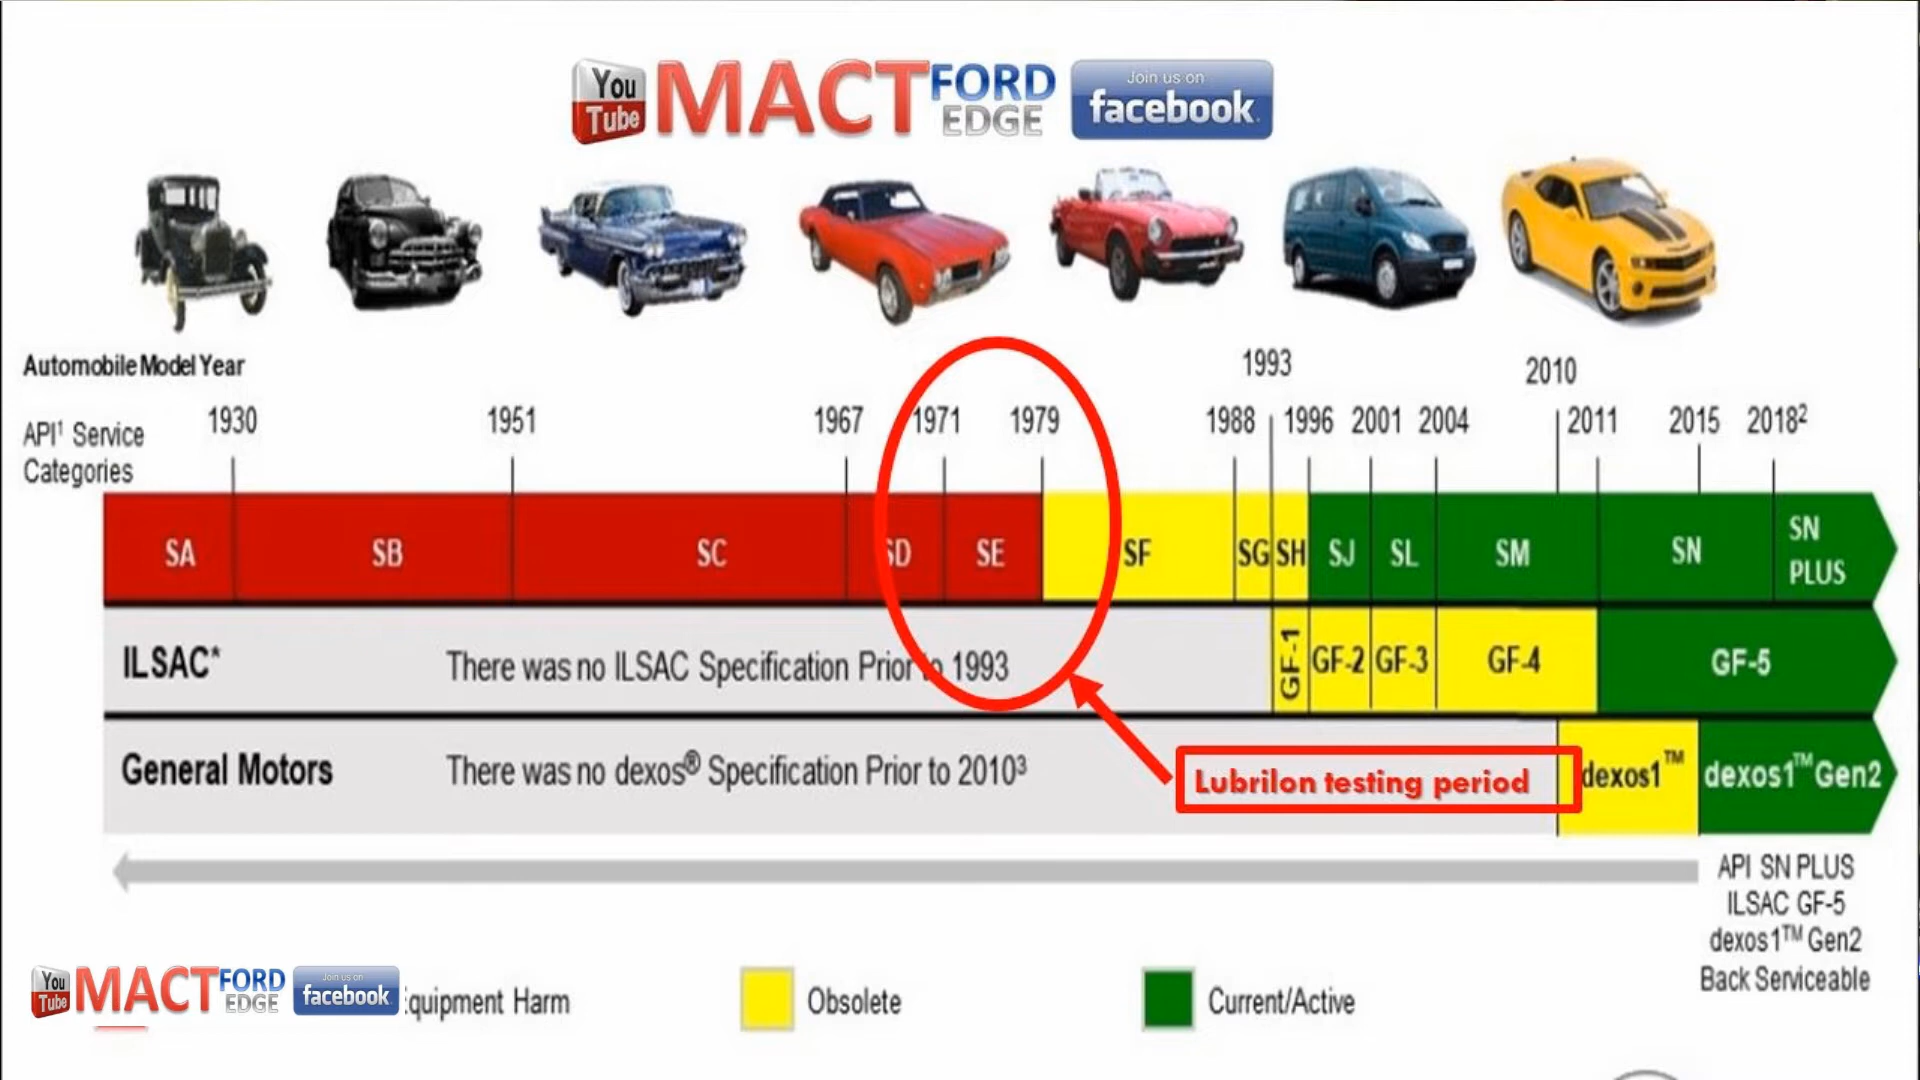 You
Tube
MACT FORD
EDGE
Join us on
facebook
Automobile Model Year
1993
2010
API¹ Service
Categories
1930
1951
1967
1971
1979
1988
1996
2001
2004
2011
2015
2018²
SA
SB
SC
SD
SE
SF
SG
SH
SJ
SL
SM
SN
SN
PLUS
ILSAC*
There was no ILSAC Specification Prior to 1993
GF-1
GF-2
GF-3
GF-4
GF-5
General Motors
There was no dexos® Specification Prior to 2010³
Lubrilon testing period
dexos1™
dexos1™ Gen2
API SN PLUS
ILSAC GF-5
dexos1™ Gen2
Back Serviceable
You
Tube
MACT FORD
EDGE
Join us on
facebook
quipment Harm
Obsolete
Current/Active